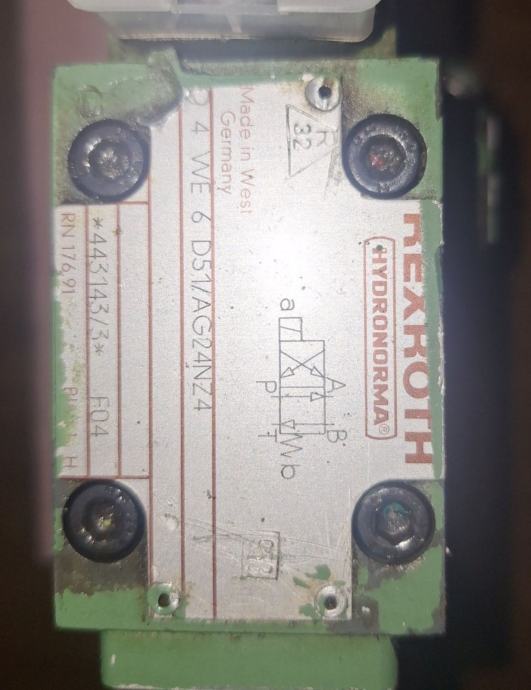 REXROTH
HYDRONORMA®
R
32
a
A
B
P
T
b
Made in West
Germany
4 WE 6 D51/AG24NZ4
*443143/3* F04
RN 176,91